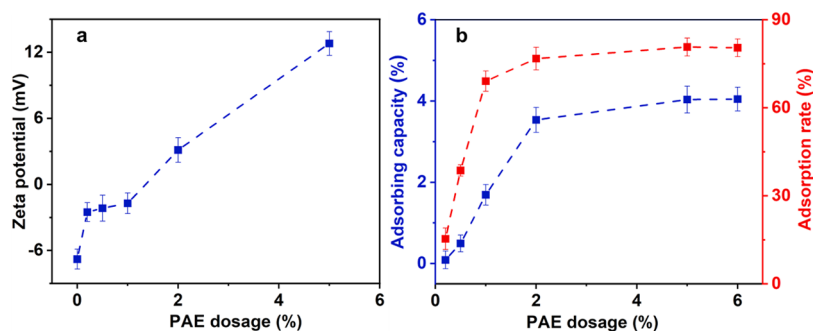 a
Zeta potential (mV)
12
6
0
-6
0
2
4
6
PAE dosage (%)
b
Adsorbing capacity (%)
6
4
2
0
0
2
4
6
PAE dosage (%)
90
60
30
0
Adsorption rate (%)